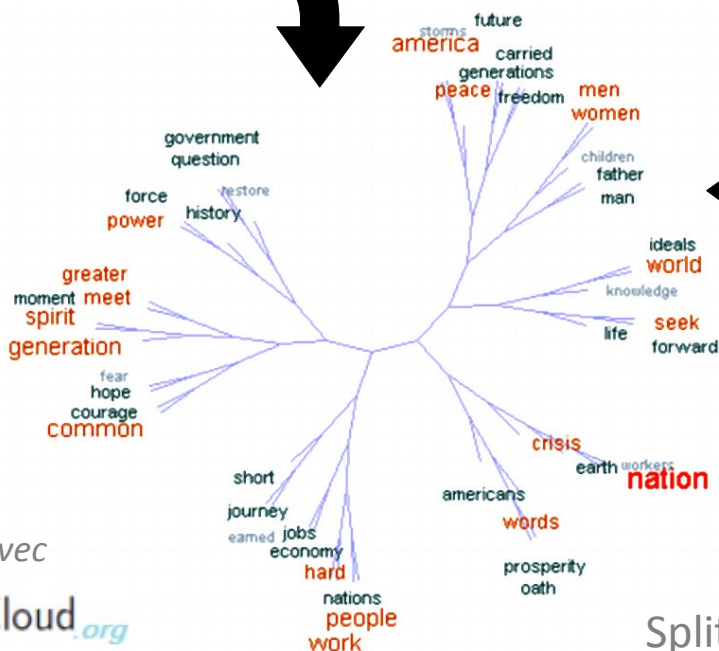 future
storms
america
carried
generations
peace
freedom
men
women
children
father
man
government
question
restore
force
history
power
greater
moment meet
spirit
generation
fear
hope
courage
common
ideals
world
knowledge
seek
life
forward
crisis
earth workers
nation
americans
words
prosperity
oath
short
journey
earned jobs
economy
hard
nations
people
work
vec
Cloud.org
Split